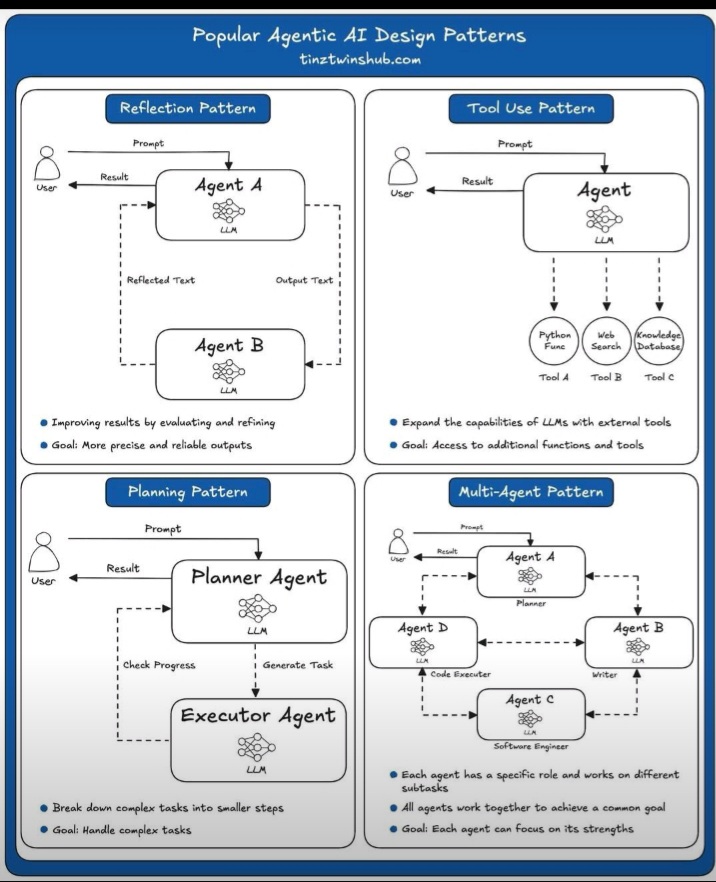 Popular Agentic AI Design Patterns
tinztwinshub.com
Reflection Pattern
Prompt
User
Result
Agent A
LLM
Reflected Text
Output Text
Agent B
LLM
Improving results by evaluating and refining
Goal: More precise and reliable outputs
Tool Use Pattern
Prompt
User
Result
Agent
LLM
Python
Func
Web
Search
Knowledge
Database
Tool A
Tool B
Tool C
Expand the capabilities of LLMs with external tools
Goal: Access to additional functions and tools
Planning Pattern
Prompt
User
Result
Planner Agent
LLM
Check Progress
Generate Task
Executor Agent
LLM
Break down complex tasks into smaller steps
Goal: Handle complex tasks
Multi-Agent Pattern
Prompt
User
Result
Agent A
LLM
Planner
Agent D
LLM
Code Executer
Agent B
LLM
Writer
Agent C
LLM
Software Engineer
Each agent has a specific role and works on different
subtasks
All agents work together to achieve a common goal
Goal: Each agent can focus on its strengths